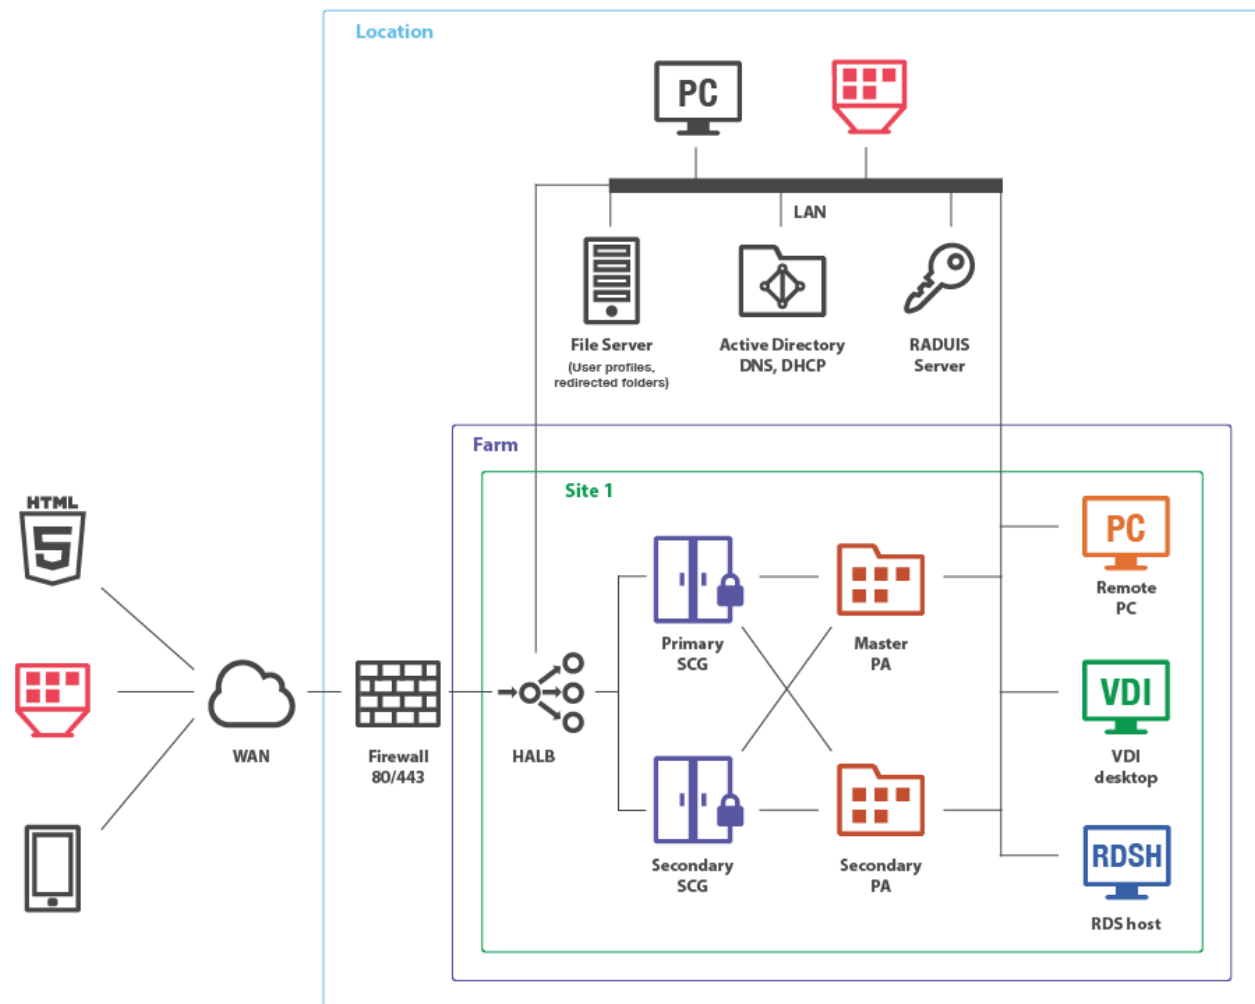 Location
PC
LAN
File Server
(User profiles,
redirected folders)
Active Directory
DNS, DHCP
RADUIS
Server
Farm
Site 1
HTML
5
PC
Remote
PC
Primary
SCG
Master
PA
WAN
Firewall
80/443
HALB
VDI
VDI
desktop
Secondary
SCG
Secondary
PA
RDSH
RDS host